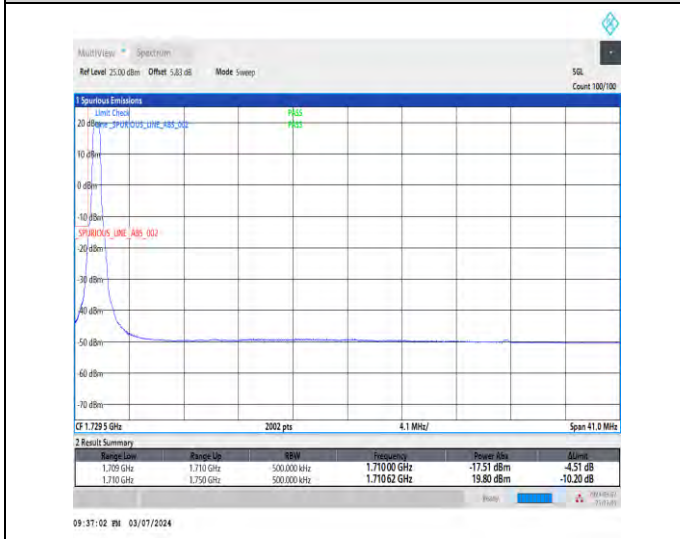 MultiView Spectrum
Ref Level 25.00 dBm Offset 5.83 dB Mode Sweep SGL
Count 100/100
1 Spurious Emissions
Limit Check PASS
20 dBm Line _SPURIOUS_LINE_ABS_002 PASS
10 dBm
0 dBm
-10 dBm
SPURIOUS_LINE_ABS_002
-20 dBm
-30 dBm
-40 dBm
-50 dBm
-60 dBm
-70 dBm
CF 1.729 5 GHz 2002 pts 4.1 MHz/ Span 41.0 MHz
2 Result Summary
Range Low Range Up RBW Frequency Power Abs ΔLimit
1.709 GHz 1.710 GHz 500.000 kHz 1.71000 GHz -17.51 dBm -4.51 dB
1.710 GHz 1.750 GHz 500.000 kHz 1.71062 GHz 19.80 dBm -10.20 dB
Ready
09:37:02 PM 03/07/2024